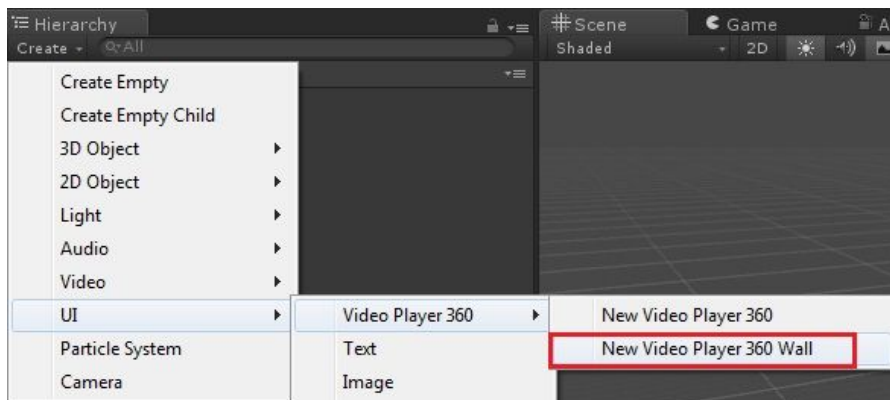 Hierarchy
Create
All
Create Empty
Create Empty Child
3D Object
2D Object
Light
Audio
Video
UI
Particle System
Camera
Video Player 360
Text
Image
New Video Player 360
New Video Player 360 Wall
Scene
Game
A
Shaded
2D